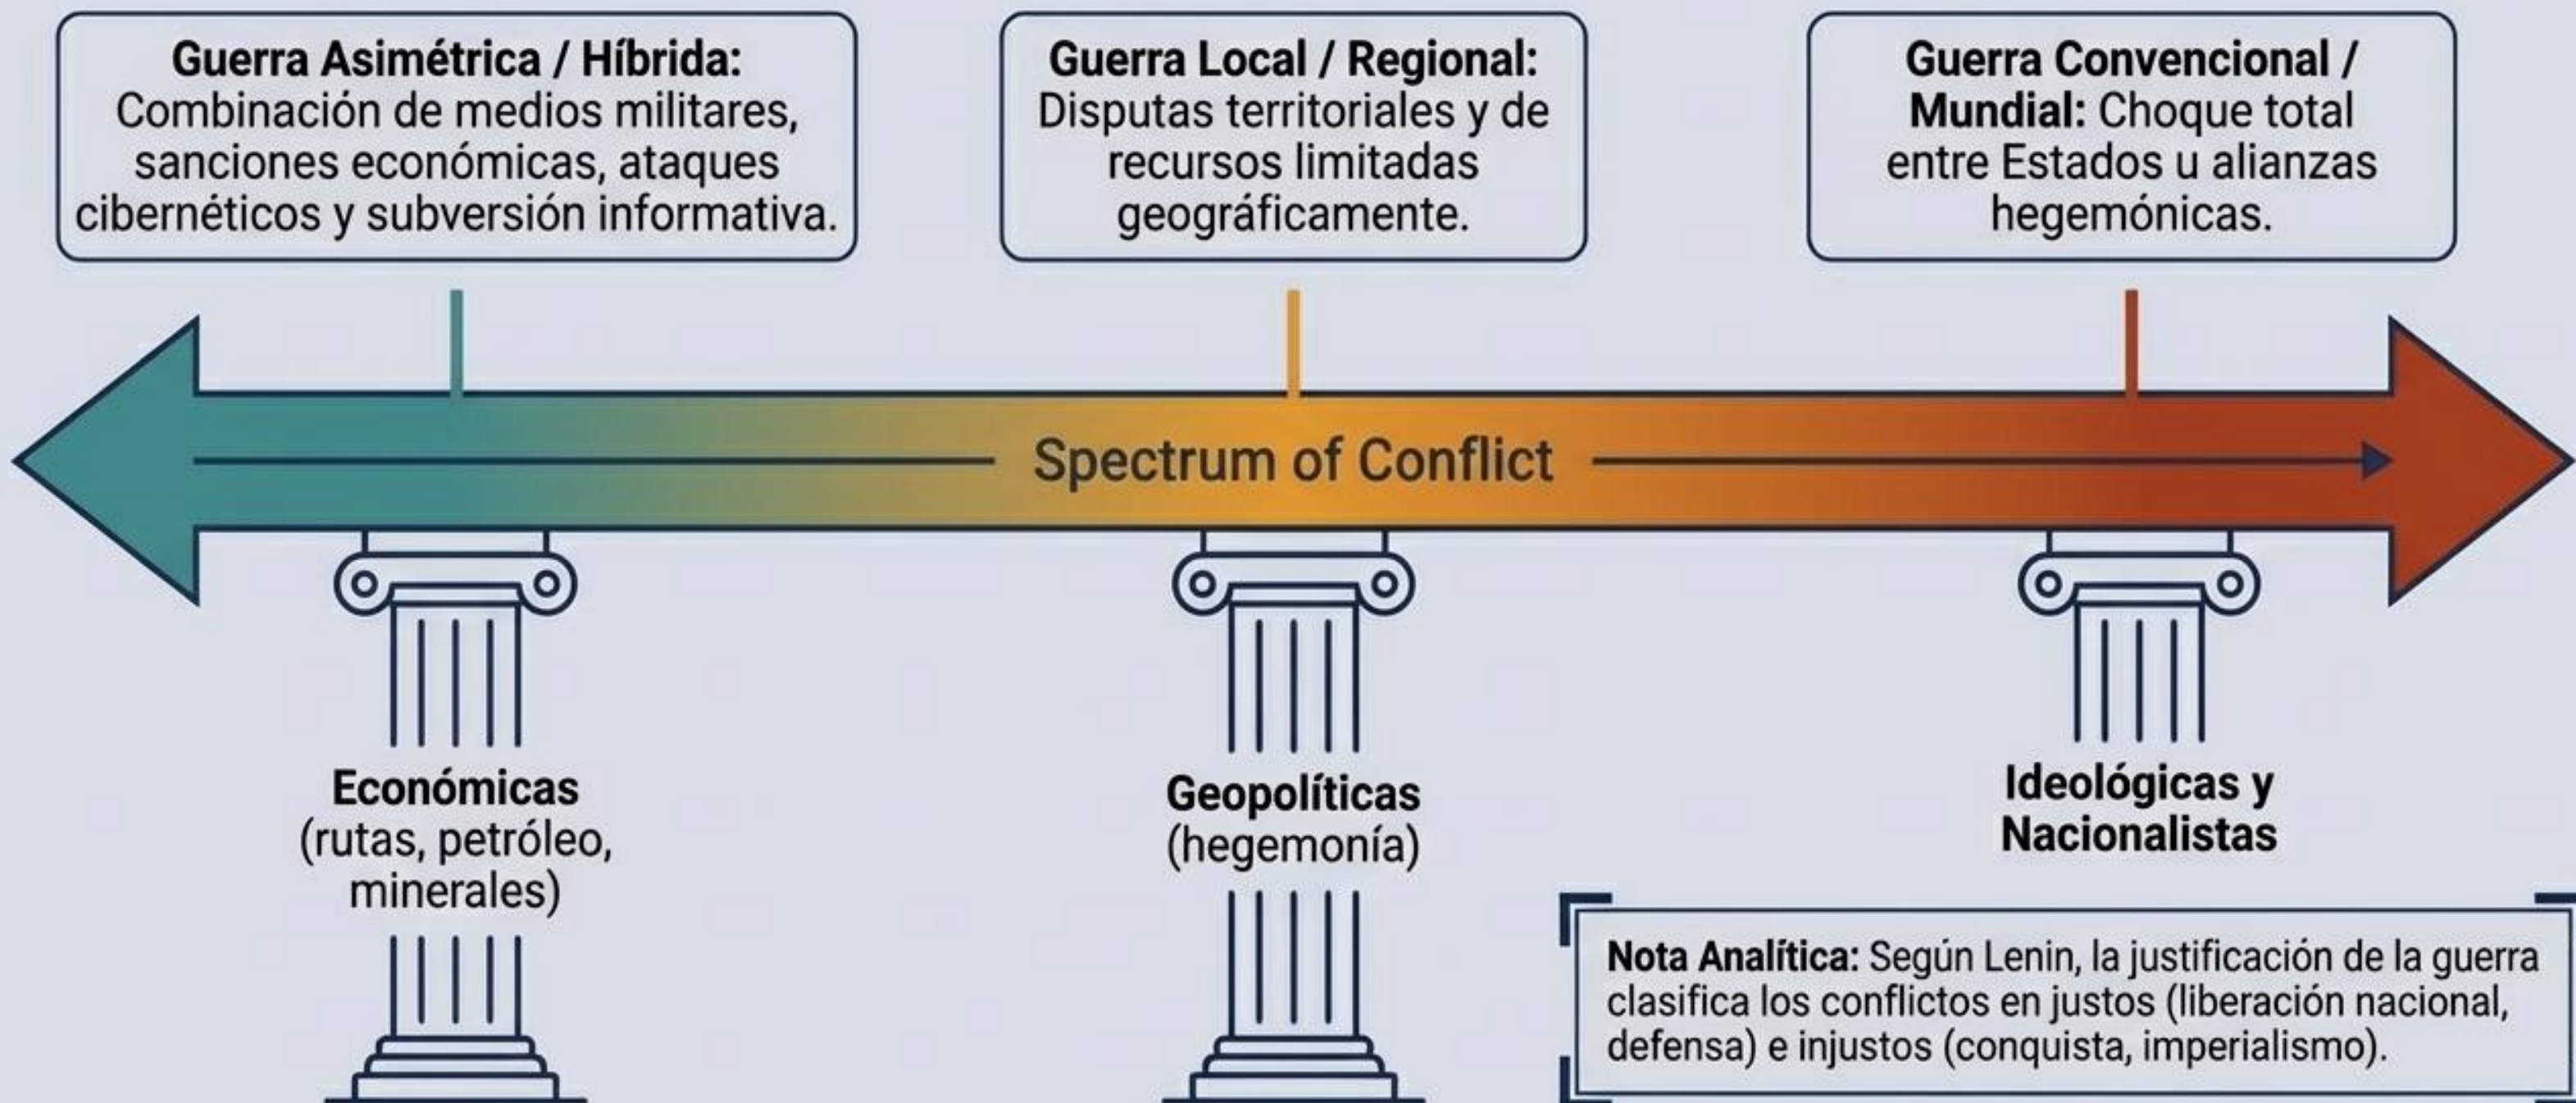 Guerra Asimétrica / Híbrida:
Combinación de medios militares,
sanciones económicas, ataques
cibernéticos y subversión informativa.
Guerra Local / Regional:
Disputas territoriales y de
recursos limitadas
geográficamente.
Guerra Convencional /
Mundial: Choque total
entre Estados u alianzas
hegemónicas.
Spectrum of Conflict
Económicas
(rutas, petróleo,
minerales)
Geopolíticas
(hegemonía)
Ideológicas y
Nacionalistas
Nota Analítica: Según Lenin, la justificación de la guerra
clasifica los conflictos en justos (liberación nacional,
defensa) e injustos (conquista, imperialismo).